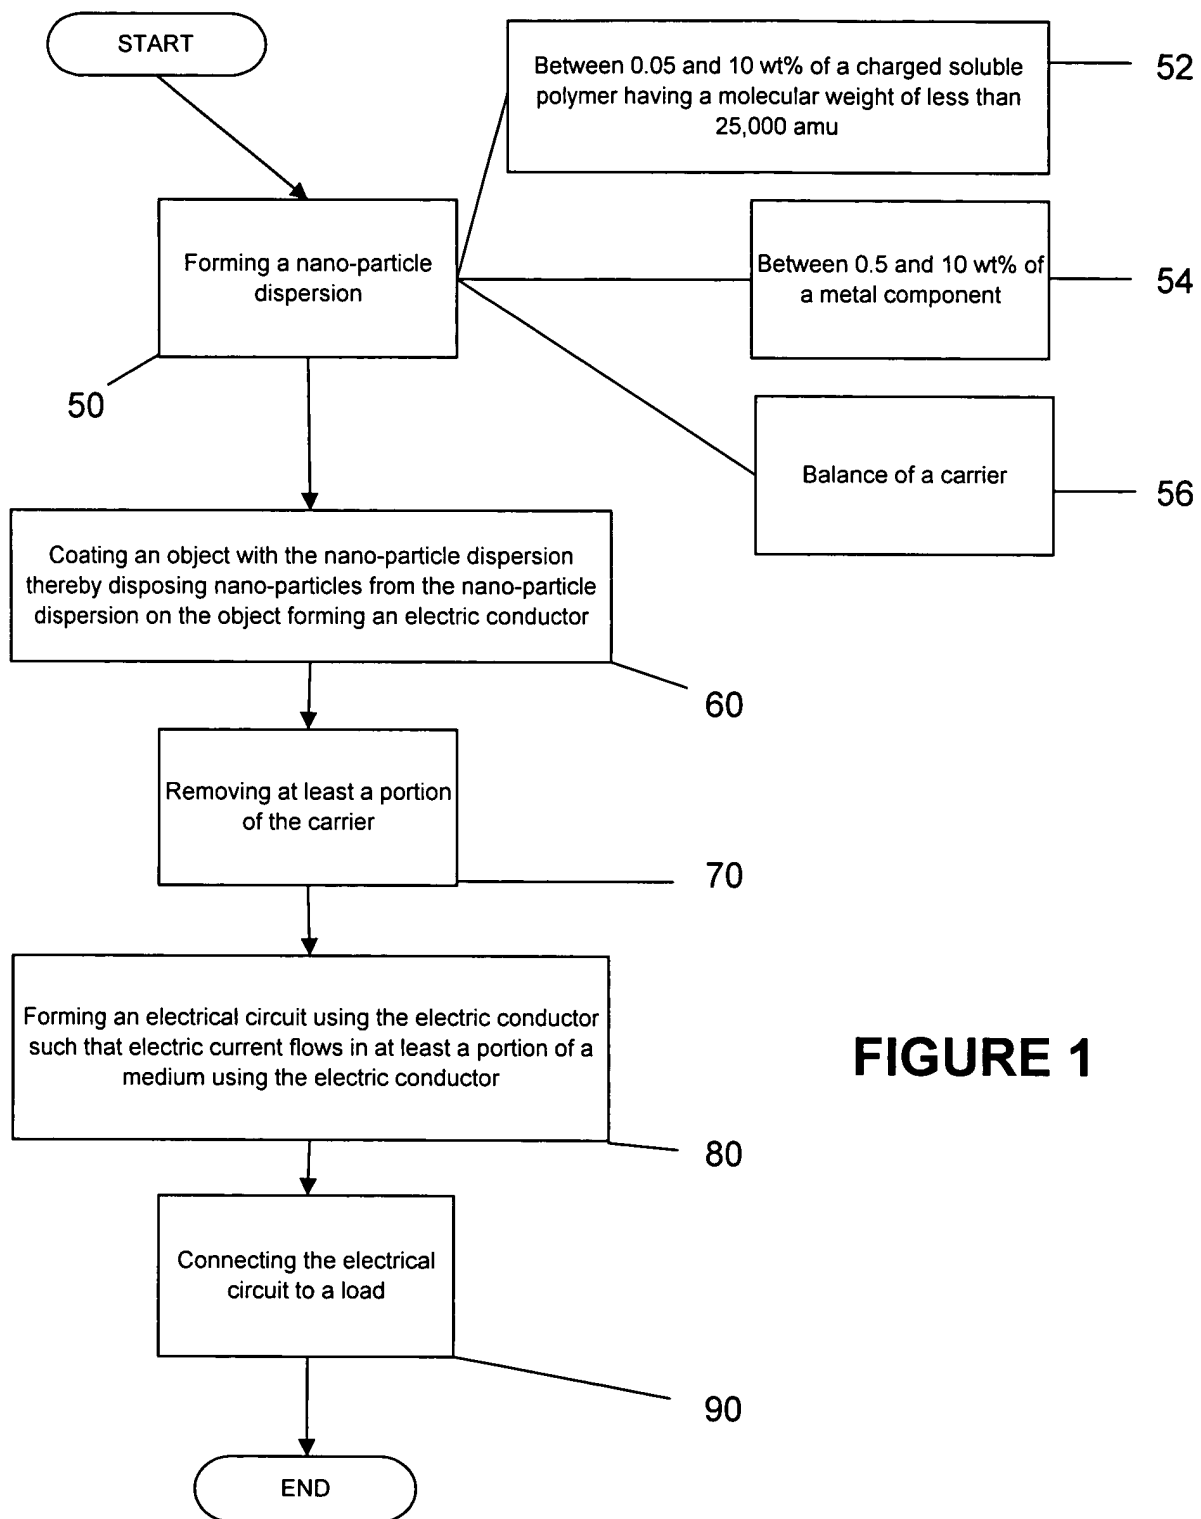 START
Between 0.05 and 10 wt% of a charged soluble
polymer having a molecular weight of less than
25,000 amu
52
Forming a nano-particle
dispersion
50
Between 0.5 and 10 wt% of
a metal component
54
Balance of a carrier
56
Coating an object with the nano-particle dispersion
thereby disposing nano-particles from the nano-particle
dispersion on the object forming an electric conductor
60
Removing at least a portion
of the carrier
70
Forming an electrical circuit using the electric conductor
such that electric current flows in at least a portion of a
medium using the electric conductor
80
FIGURE 1
Connecting the electrical
circuit to a load
90
END